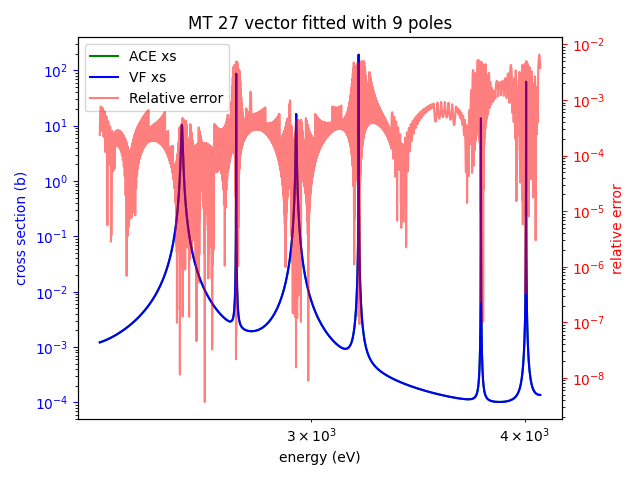 MT 27 vector fitted with 9 poles
ACE xs
VF xs
Relative error
10²
10¹
10⁰
10⁻¹
10⁻²
10⁻³
10⁻⁴
cross section (b)
10⁻²
10⁻³
10⁻⁴
10⁻⁵
10⁻⁶
10⁻⁷
10⁻⁸
relative error
3 × 10³
4 × 10³
energy (eV)